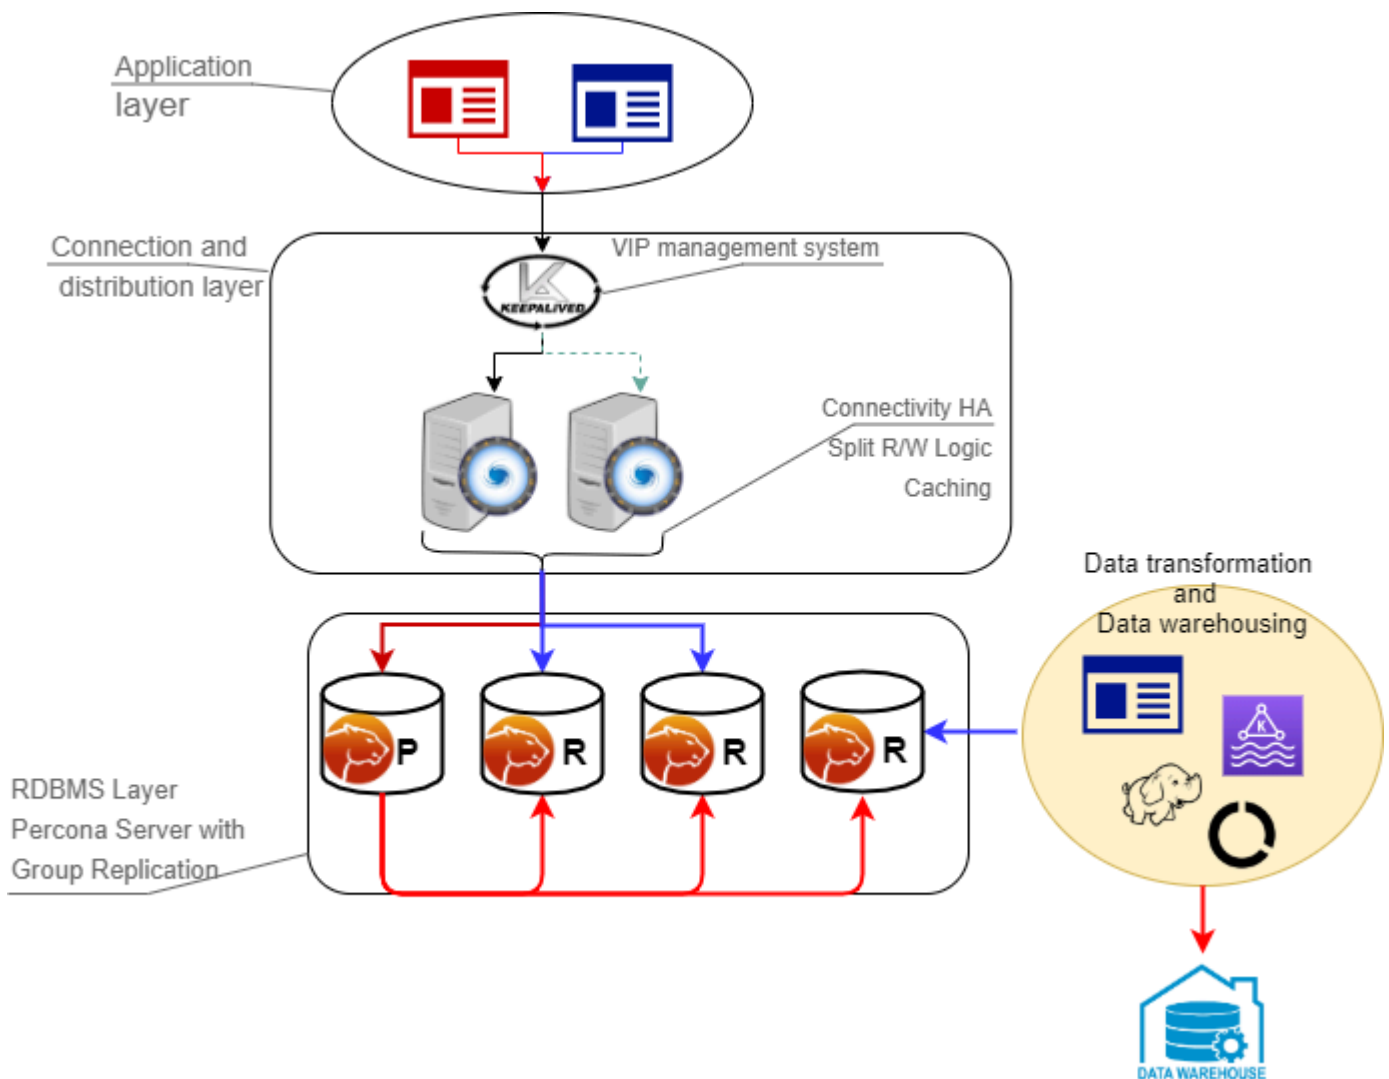 Application
layer
Connection and
distribution layer
VIP management system
KEEPALIVED
Connectivity HA
Split R/W Logic
Caching
Data transformation
and
Data warehousing
K
P
R
R
R
RDBMS Layer
Percona Server with
Group Replication
DATA WAREHOUSE